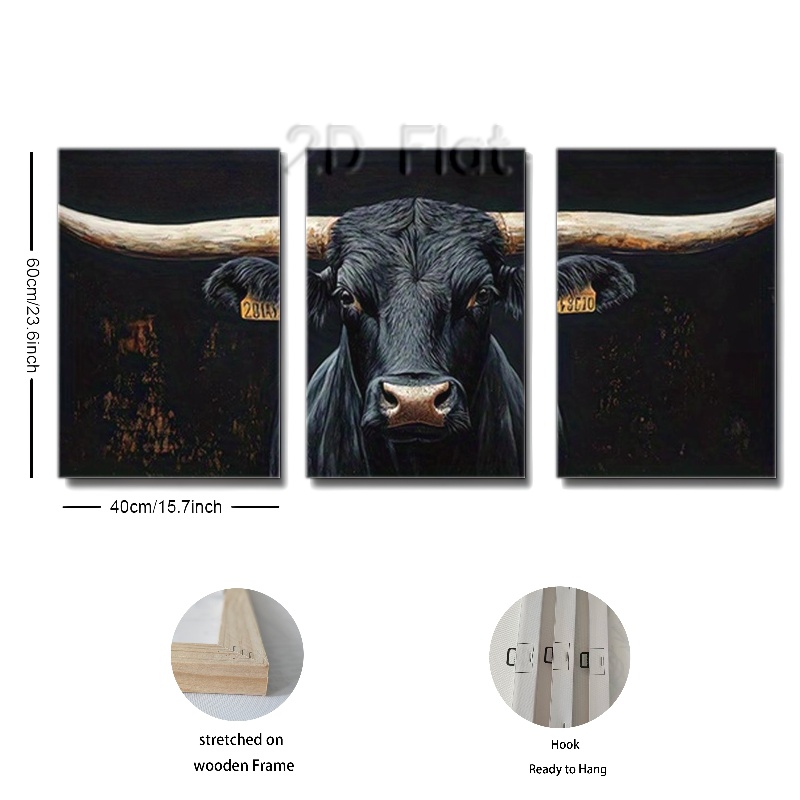 2D Flat
60cm/23.6inch
40cm/15.7inch
stretched on
wooden Frame
Hook
Ready to Hang